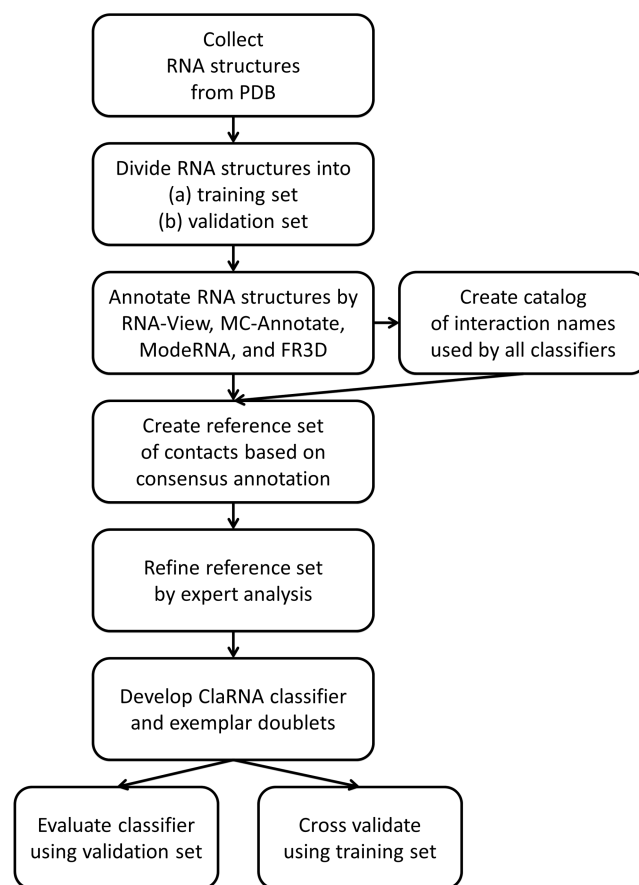 Collect
RNA structures
from PDB
Divide RNA structures into
(a) training set
(b) validation set
Annotate RNA structures by
RNA-View, MC-Annotate,
ModeRNA, and FR3D
Create catalog
of interaction names
used by all classifiers
Create reference set
of contacts based on
consensus annotation
Refine reference set
by expert analysis
Develop ClaRNA classifier
and exemplar doublets
Evaluate classifier
using validation set
Cross validate
using training set